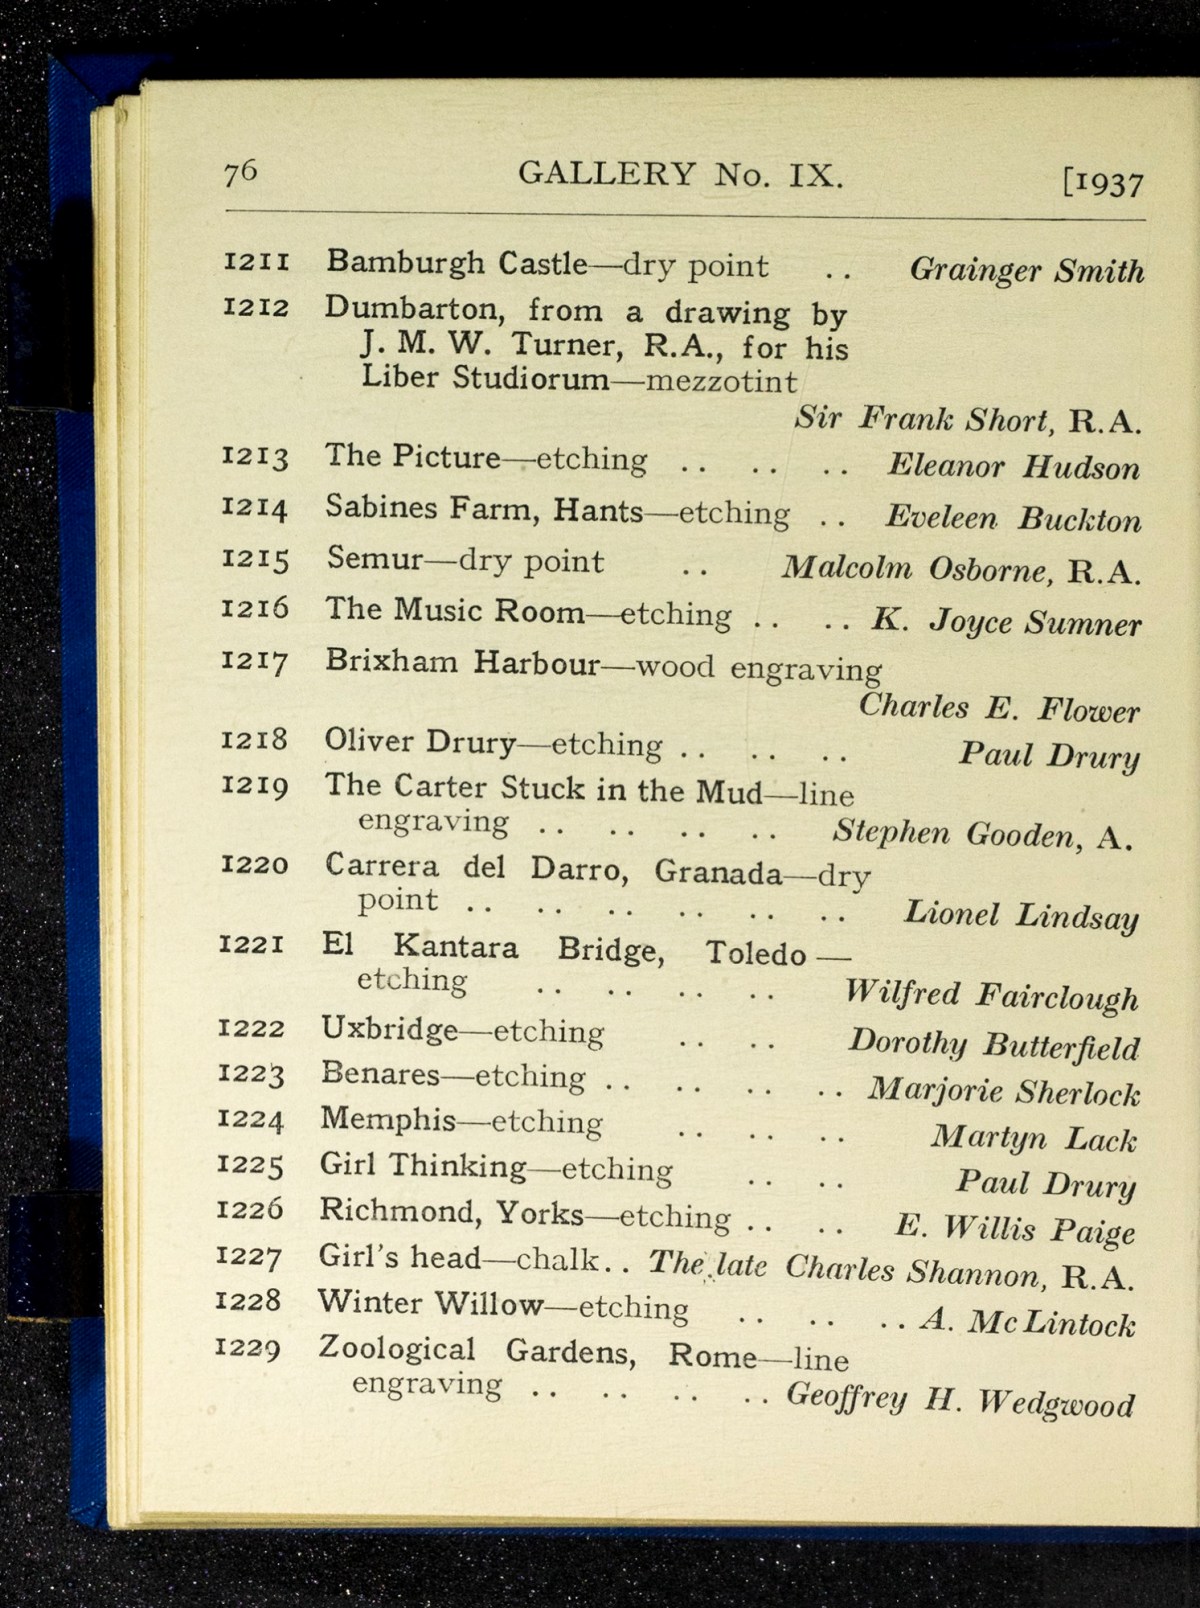 76 GALLERY No. IX. [1937
1211 Bamburgh Castle—dry point .. Grainger Smith
1212 Dumbarton, from a drawing by
J. M. W. Turner, R.A., for his
Liber Studiorum—mezzotint
Sir Frank Short, R.A.
1213 The Picture—etching .. .. .. Eleanor Hudson
1214 Sabines Farm, Hants—etching .. Eveleen Buckton
1215 Semur—dry point .. Malcolm Osborne, R.A.
1216 The Music Room—etching .. .. K. Joyce Sumner
1217 Brixham Harbour—wood engraving
Charles E. Flower
1218 Oliver Drury—etching .. .. .. Paul Drury
1219 The Carter Stuck in the Mud—line
engraving .. .. .. .. Stephen Gooden, A.
1220 Carrera del Darro, Granada—dry
point .. .. .. .. .. .. Lionel Lindsay
1221 El Kantara Bridge, Toledo—
etching .. .. .. .. Wilfred Fairclough
1222 Uxbridge—etching .. .. Dorothy Butterfield
1223 Benares—etching .. .. .. .. Marjorie Sherlock
1224 Memphis—etching .. .. .. Martyn Lack
1225 Girl Thinking—etching .. .. Paul Drury
1226 Richmond, Yorks—etching .. .. E. Willis Paige
1227 Girl's head—chalk.. The late Charles Shannon, R.A.
1228 Winter Willow—etching .. .. .. A. McLintock
1229 Zoological Gardens, Rome—line
engraving .. .. .. .. Geoffrey H. Wedgwood